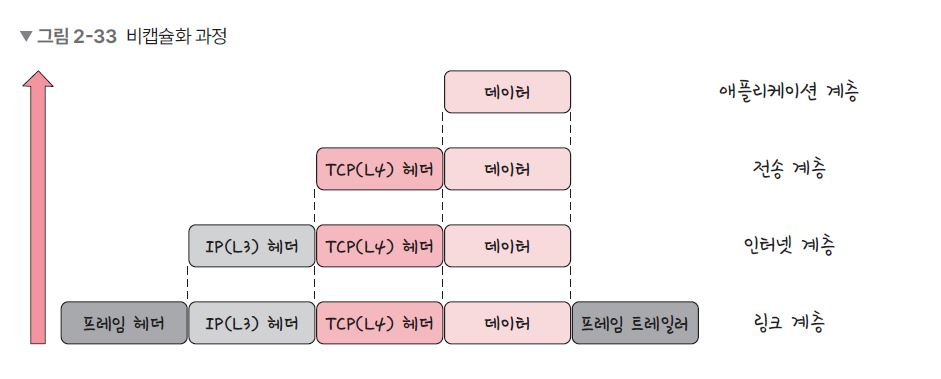 ▼ 그림 2-33 비캡슐화 과정
데이터 애플리케이션 계층
TCP(L4) 헤더 데이터 전송 계층
IP(L3) 헤더 TCP(L4) 헤더 데이터 인터넷 계층
프레임 헤더 IP(L3) 헤더 TCP(L4) 헤더 데이터 프레임 트레일러 링크 계층